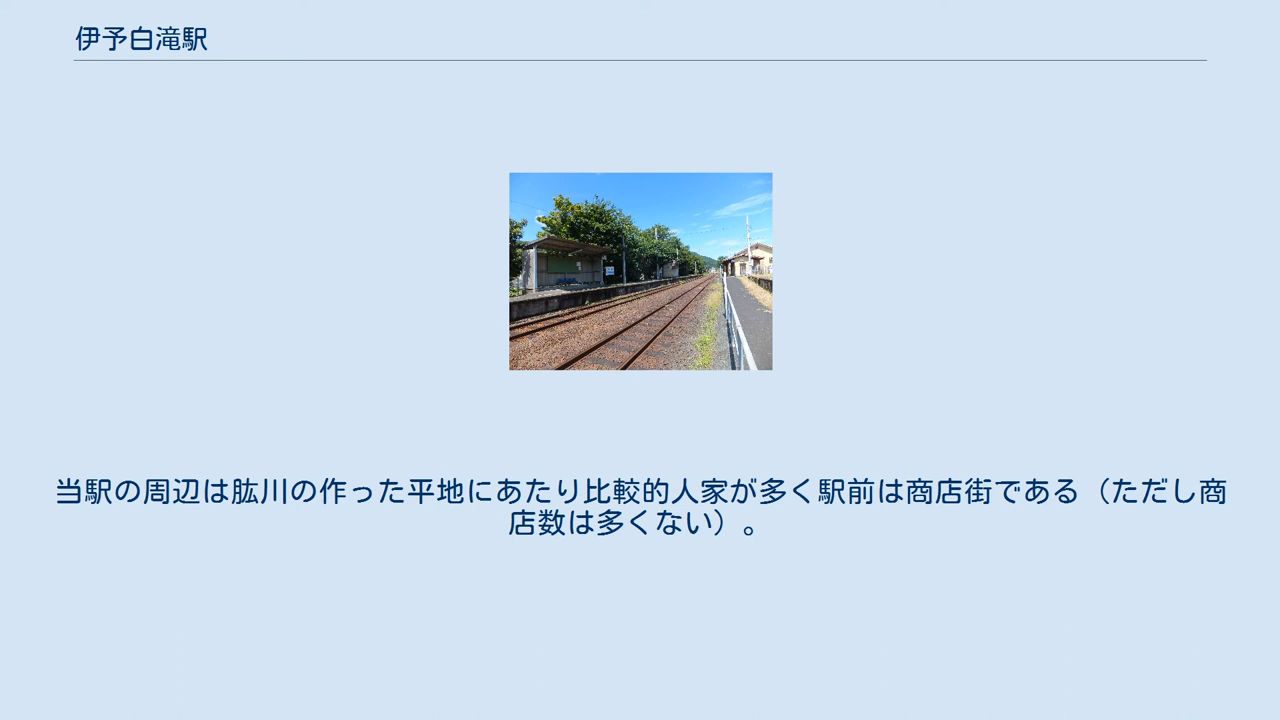 伊予白滝駅
当駅の周辺は肱川の作った平地にあたり比較的人家が多く駅前は商店街である（ただし商
店数は多くない）。